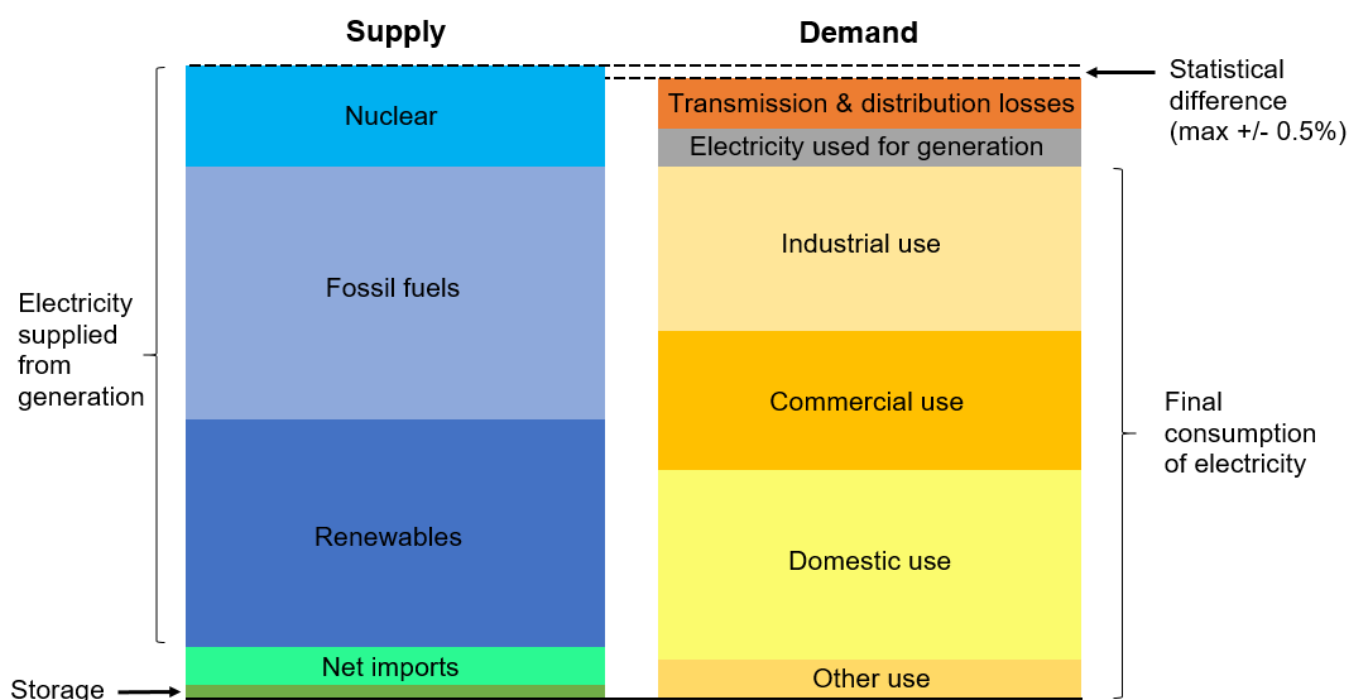 Supply
Demand
Statistical
difference
(max +/- 0.5%)
Nuclear
Transmission & distribution losses
Electricity used for generation
Industrial use
Fossil fuels
Electricity
supplied
from
generation
Commercial use
Final
consumption
of electricity
Renewables
Domestic use
Net imports
Other use
Storage